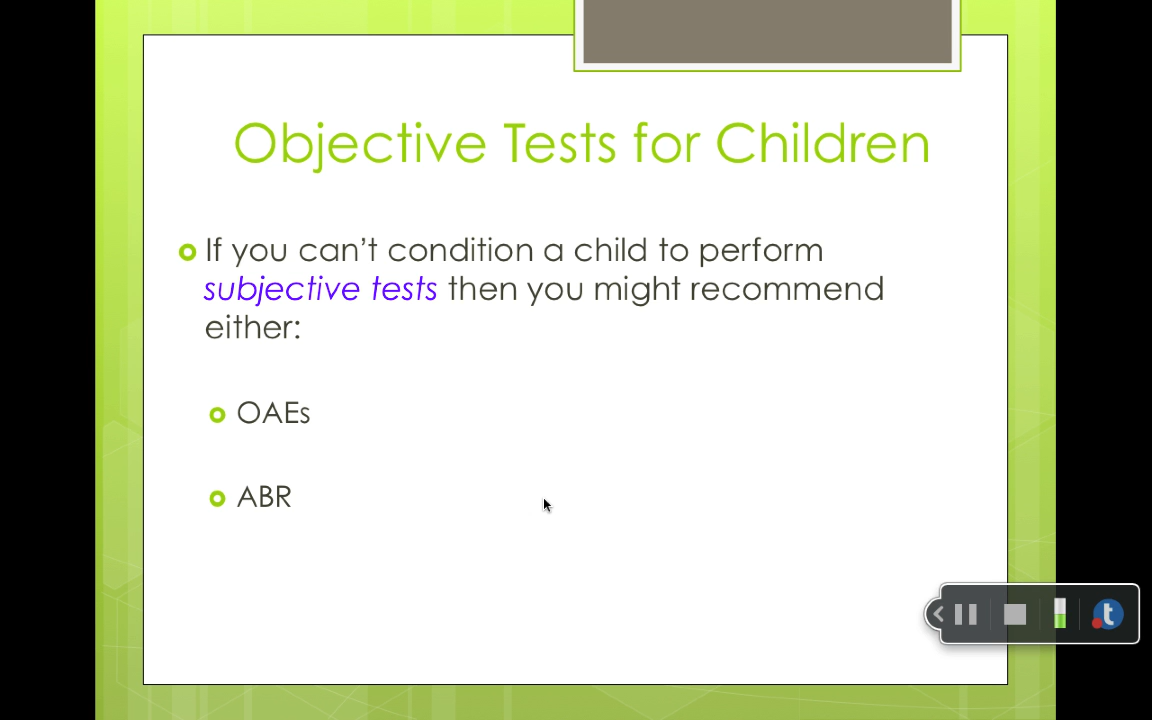 Objective Tests for Children
If you can't condition a child to perform
subjective tests then you might recommend
either:
OAEs
ABR
t